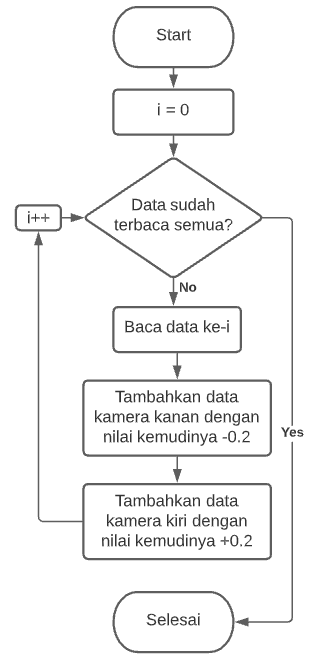 Start
i = 0
Data sudah
terbaca semua?
i++
No
Baca data ke-i
Tambahkan data
kamera kanan dengan
nilai kemudinya -0.2
Yes
Tambahkan data
kamera kiri dengan
nilai kemudinya +0.2
Selesai